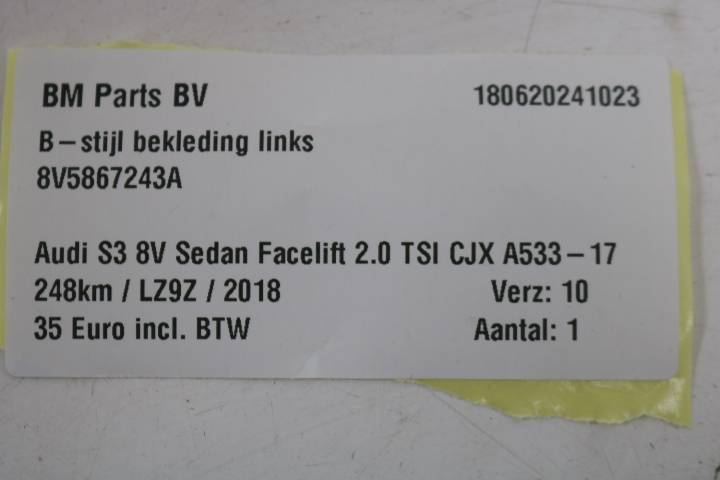 BM Parts BV 180620241023
B-stijl bekleding links
8V5867243A
Audi S3 8V Sedan Facelift 2.0 TSI CJX A533-17
248km / LZ9Z / 2018 Verz: 10
35 Euro incl. BTW Aantal: 1